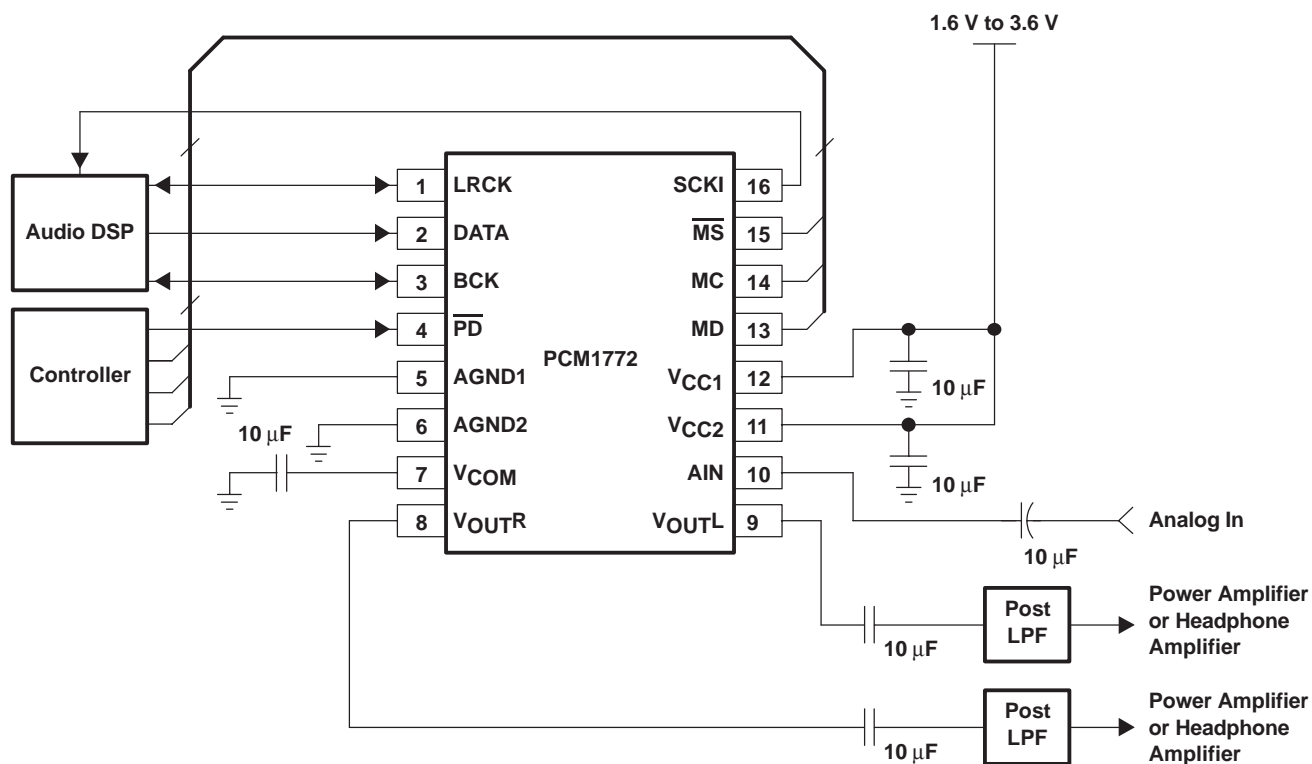 1.6 V to 3.6 V
Audio DSP
Controller
PCM1772
1 LRCK
2 DATA
3 BCK
4 PD
5 AGND1
6 AGND2
7 VCOM
8 VOUTR
SCKI 16
MS 15
MC 14
MD 13
VCC1 12
VCC2 11
AIN 10
VOUTL 9
10 μF
10 μF
10 μF
10 μF
Analog In
10 μF
Post
LPF
Power Amplifier
or Headphone
Amplifier
10 μF
Post
LPF
Power Amplifier
or Headphone
Amplifier